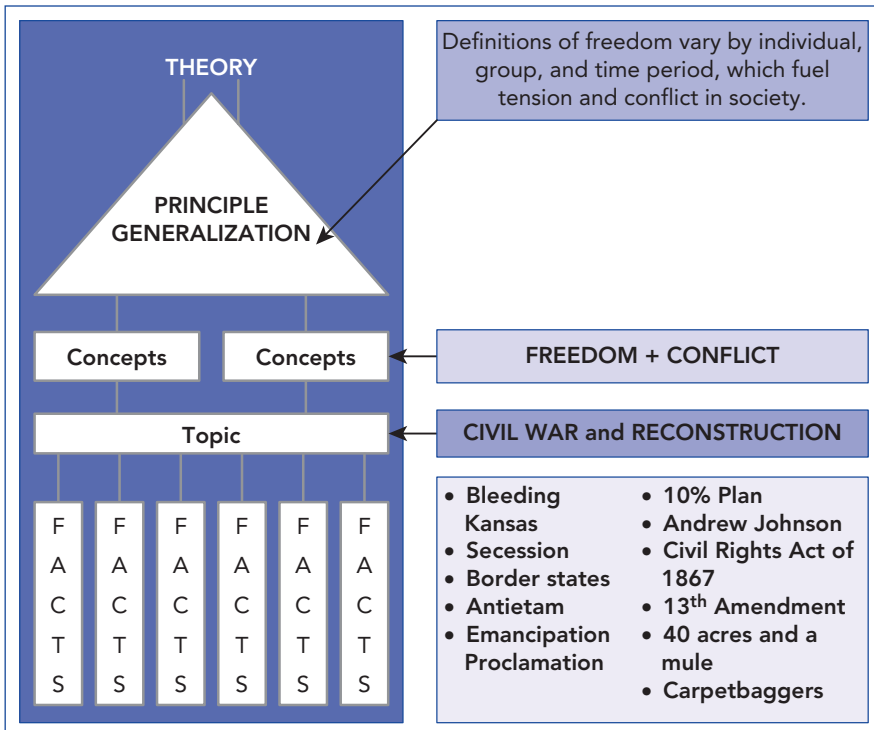 THEORY
PRINCIPLE
GENERALIZATION
Concepts
Concepts
Topic
F A C T S
F A C T S
F A C T S
F A C T S
F A C T S
F A C T S
Definitions of freedom vary by individual,
group, and time period, which fuel
tension and conflict in society.
FREEDOM + CONFLICT
CIVIL WAR and RECONSTRUCTION
• Bleeding
Kansas
• Secession
• Border states
• Antietam
• Emancipation
Proclamation
• 10% Plan
• Andrew Johnson
• Civil Rights Act of
1867
• 13th Amendment
• 40 acres and a
mule
• Carpetbaggers